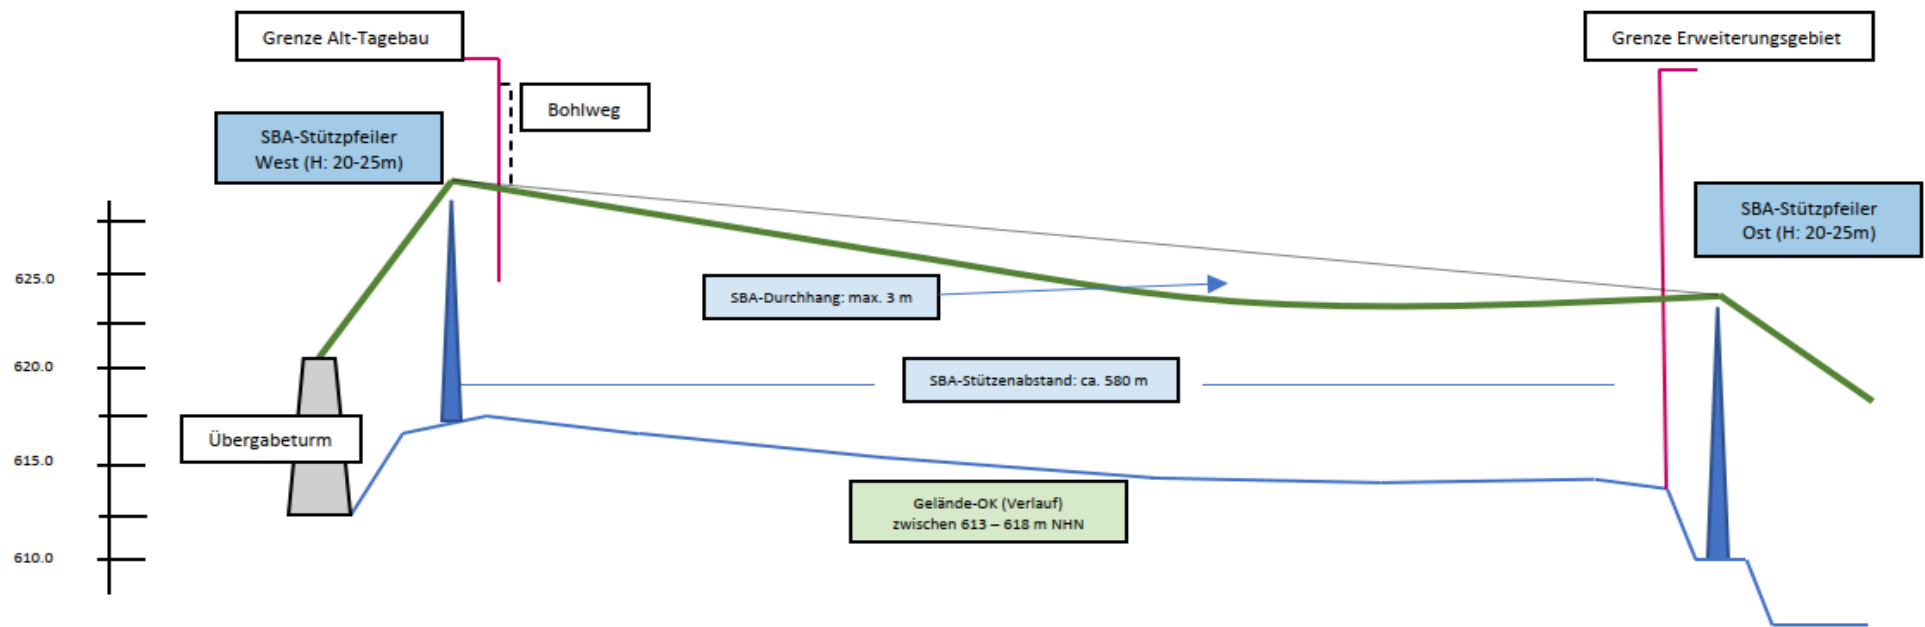 Grenze Alt-Tagebau
Grenze Erweiterungsgebiet
Bohlweg
SBA-Stützpfeiler
West (H: 20-25m)
SBA-Stützpfeiler
Ost (H: 20-25m)
625.0
SBA-Durchhang: max. 3 m
620.0
SBA-Stützenabstand: ca. 580 m
Übergabeturm
615.0
Gelände-OK (Verlauf)
zwischen 613 – 618 m NHN
610.0